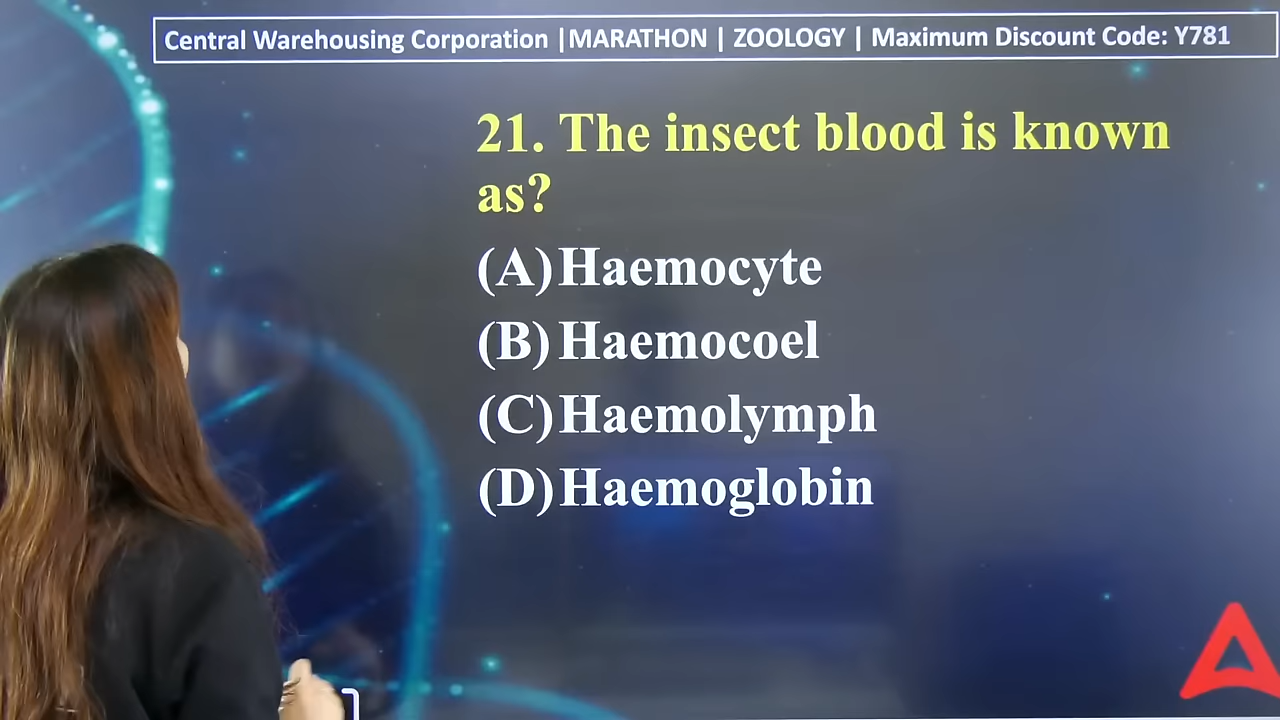 Central Warehousing Corporation |MARATHON | ZOOLOGY | Maximum Discount Code: Y781
21. The insect blood is known
as?
(A) Haemocyte
(B) Haemocoel
(C) Haemolymph
(D) Haemoglobin